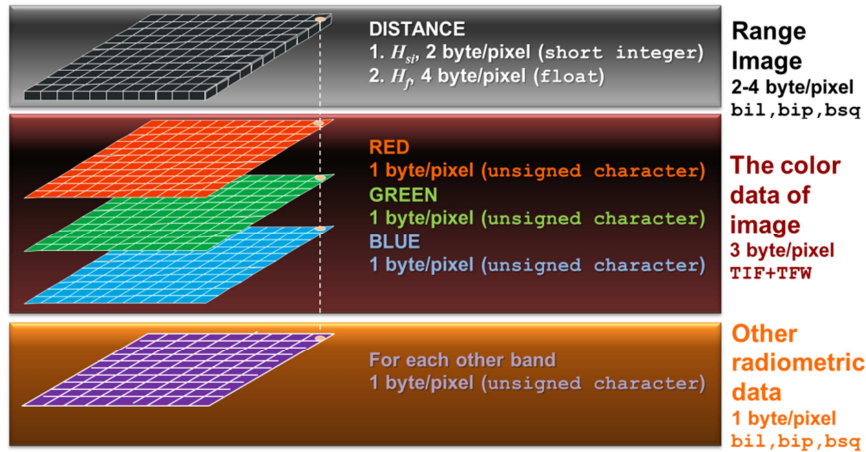 DISTANCE
1. Hsi, 2 byte/pixel (short integer)
2. Hf, 4 byte/pixel (float)
Range
Image
2-4 byte/pixel
bil,bip,bsq
RED
1 byte/pixel (unsigned character)
GREEN
1 byte/pixel (unsigned character)
BLUE
1 byte/pixel (unsigned character)
The color
data of
image
3 byte/pixel
TIF+TFW
For each other band
1 byte/pixel (unsigned character)
Other
radiometric
data
1 byte/pixel
bil,bip,bsq